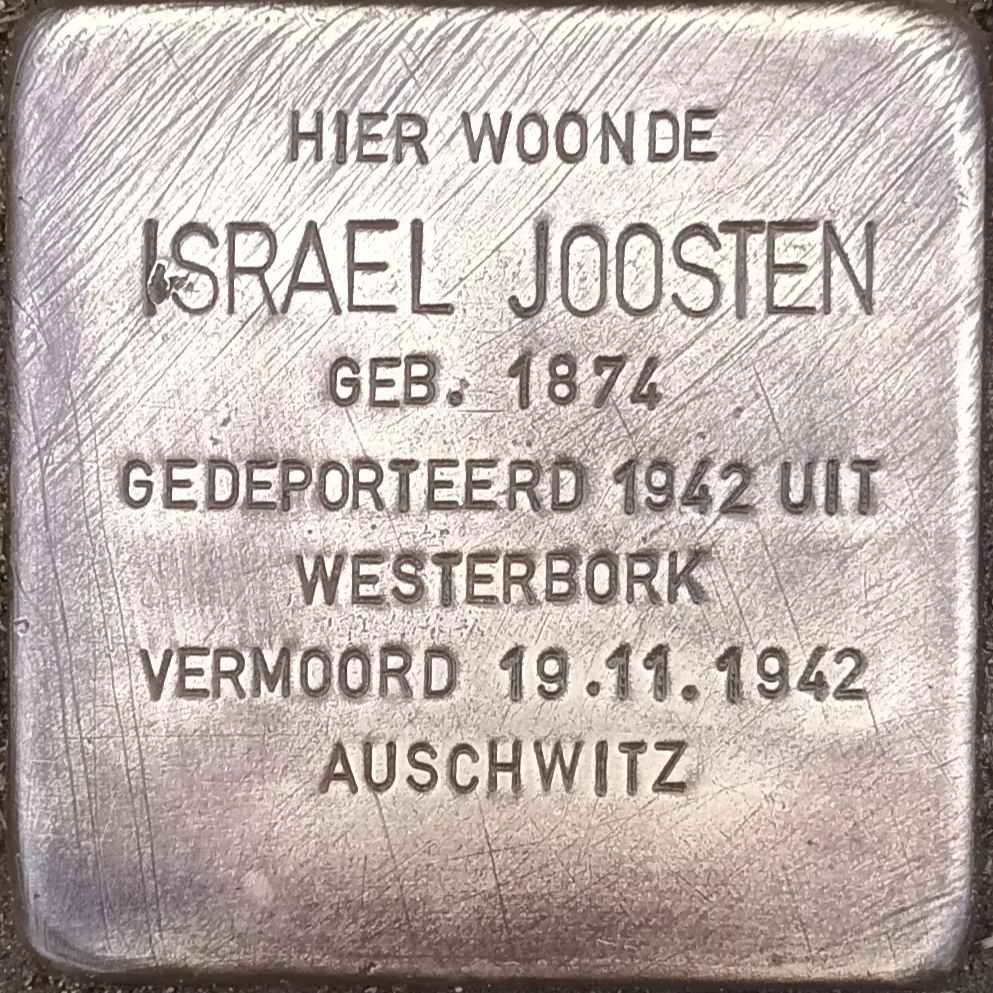 HIER WOONDE
ISRAEL JOOSTEN
GEB. 1874
GEDEPORTEERD 1942 UIT
WESTERBORK
VERMOORD 19.11.1942
AUSCHWITZ